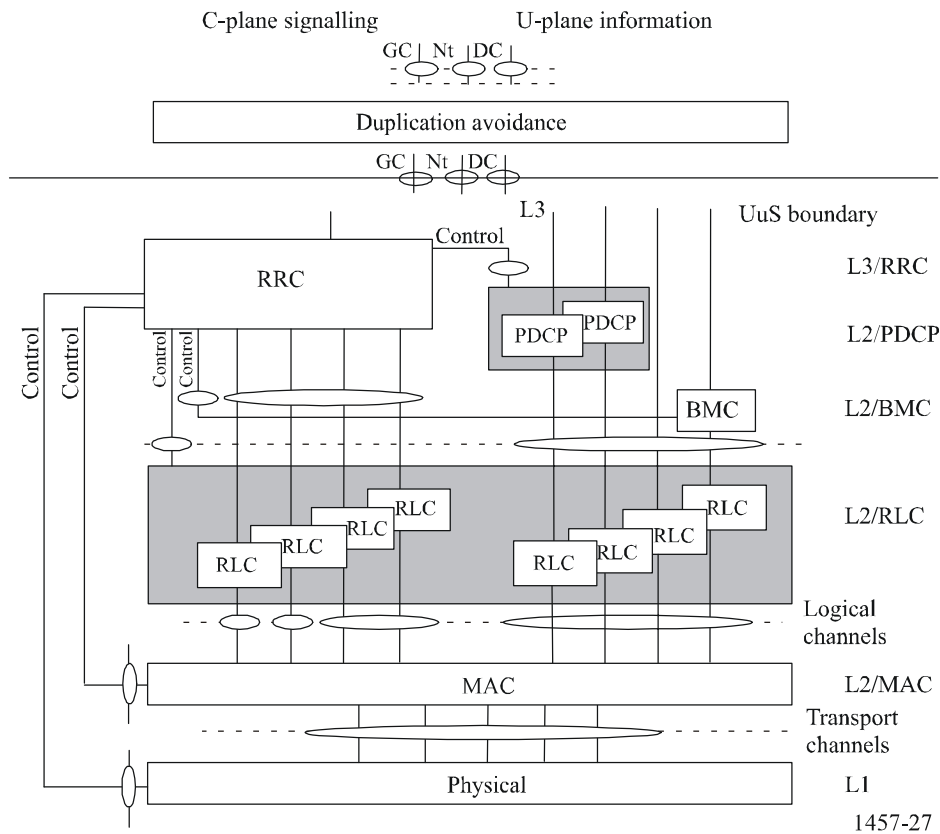 C-plane signalling
U-plane information
GC Nt DC
Duplication avoidance
GC Nt DC
L3
UuS boundary
Control
RRC
L3/RRC
PDCP
PDCP
L2/PDCP
Control
Control
Control
Control
BMC
L2/BMC
RLC
RLC
RLC
RLC
RLC
RLC
RLC
RLC
L2/RLC
Logical
channels
MAC
L2/MAC
Transport
channels
Physical
L1
1457-27